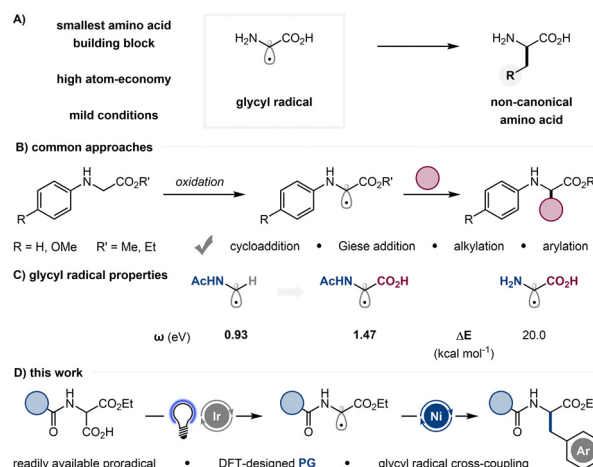 A)
smallest amino acid
building block
high atom-economy
mild conditions
H₂N CO₂H
glycyl radical
H₂N CO₂H
R
non-canonical
amino acid
B) common approaches
H
N CO₂R'
R
oxidation
H
N CO₂R'
R
H
N CO₂R
R
R = H, OMe R' = Me, Et
cycloaddition • Giese addition • alkylation • arylation
C) glycyl radical properties
AcHN H
AcHN CO₂H
H₂N CO₂H
ω (eV) 0.93 1.47 ΔE 20.0
(kcal mol⁻¹)
D) this work
H
N CO₂Et
O CO₂H
Ir
H
N CO₂Et
O
Ni
H
N CO₂E
O
Ar
readily available proradical • DFT-designed PG • glycyl radical cross-coupling